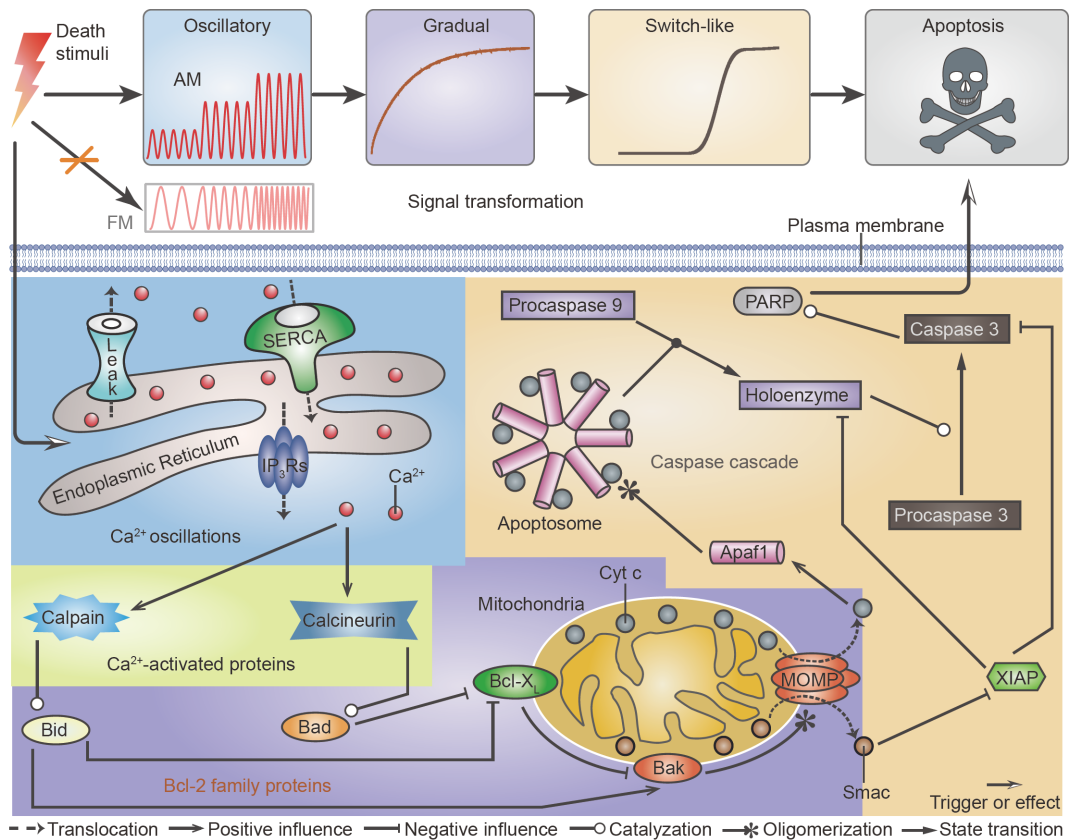 Death
stimuli
Oscillatory
AM
Gradual
Switch-like
Apoptosis
FM
Signal transformation
Plasma membrane
Leak
SERCA
Endoplasmic Reticulum
IP3Rs
Ca2+
Ca2+ oscillations
Procaspase 9
PARP
Caspase 3
Holoenzyme
Caspase cascade
Procaspase 3
Apoptosome
Apaf1
Cyt c
Mitochondria
Calpain
Calcineurin
Ca2+-activated proteins
Bcl-XL
MOMP
XIAP
Bid
Bad
Bak
Bcl-2 family proteins
Smac
Trigger or effect
Translocation
Positive influence
Negative influence
Catalyzation
Oligomerization
State transition